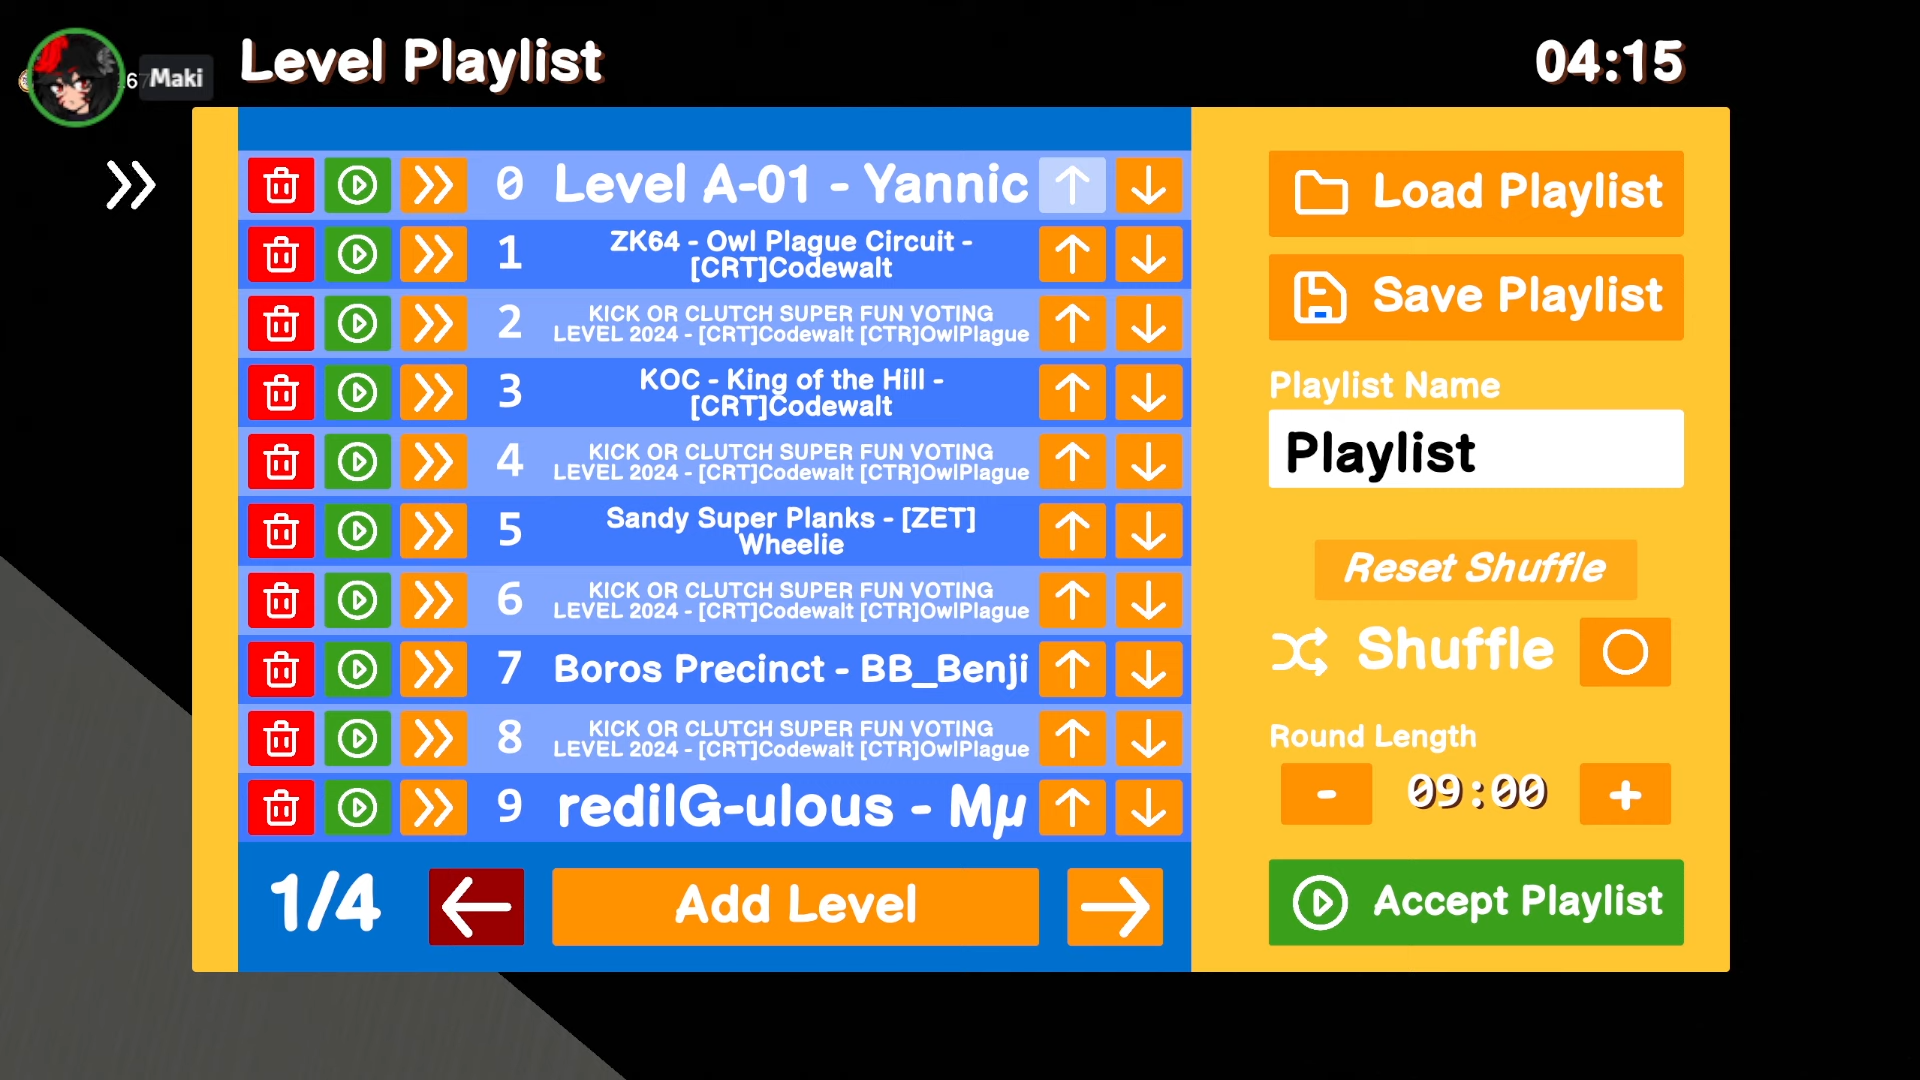 Maki
Level Playlist
04:15
0 Level A-01 - Yannic
1 ZK64 - Owl Plague Circuit -
[CRT]Codewalt
2 KICK OR CLUTCH SUPER FUN VOTING
LEVEL 2024 - [CRT]Codewalt [CTR]OwlPlague
3 KOC - King of the Hill -
[CRT]Codewalt
4 KICK OR CLUTCH SUPER FUN VOTING
LEVEL 2024 - [CRT]Codewalt [CTR]OwlPlague
5 Sandy Super Planks - [ZET]
Wheelie
6 KICK OR CLUTCH SUPER FUN VOTING
LEVEL 2024 - [CRT]Codewalt [CTR]OwlPlague
7 Boros Precinct - BB_Benji
8 KICK OR CLUTCH SUPER FUN VOTING
LEVEL 2024 - [CRT]Codewalt [CTR]OwlPlague
9 redilG-ulous - Mμ
1/4
Add Level
Load Playlist
Save Playlist
Playlist Name
Playlist
Reset Shuffle
Shuffle
Round Length
- 09:00 +
Accept Playlist